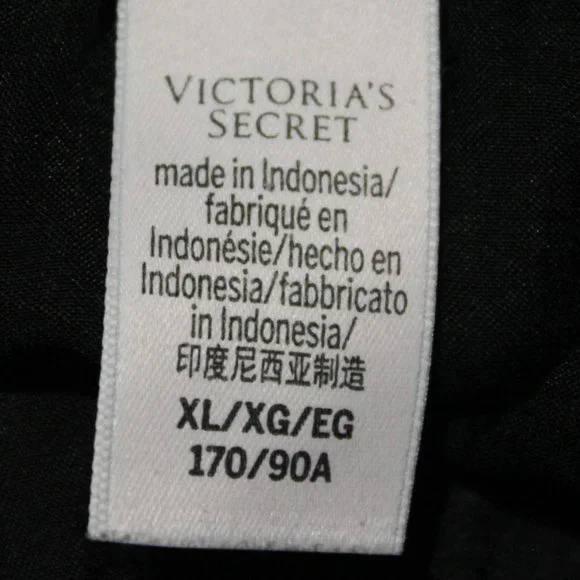 VICTORIA'S
SECRET
made in Indonesia/
fabriqué en
Indonésie/hecho en
Indonesia/fabbricato
in Indonesia/
印度尼西亚制造
XL/XG/EG
170/90A